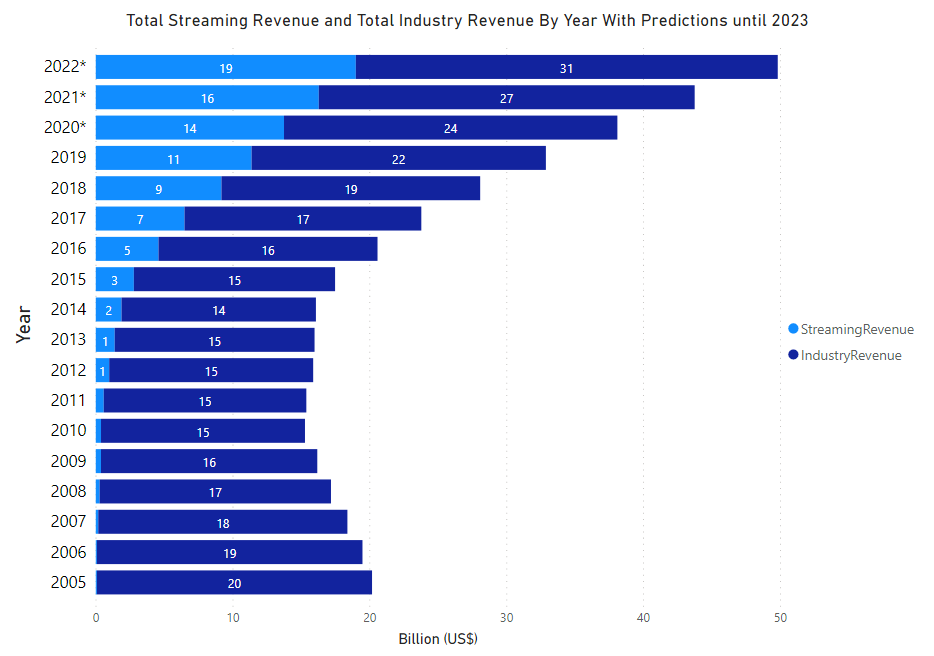 Total Streaming Revenue and Total Industry Revenue By Year With Predictions until 2023
Year
2022* 19 31
2021* 16 27
2020* 14 24
2019 11 22
2018 9 19
2017 7 17
2016 5 16
2015 3 15
2014 2 14
2013 1 15
2012 1 15
2011 15
2010 15
2009 16
2008 17
2007 18
2006 19
2005 20
0 10 20 30 40 50
Billion (US$)
StreamingRevenue
IndustryRevenue